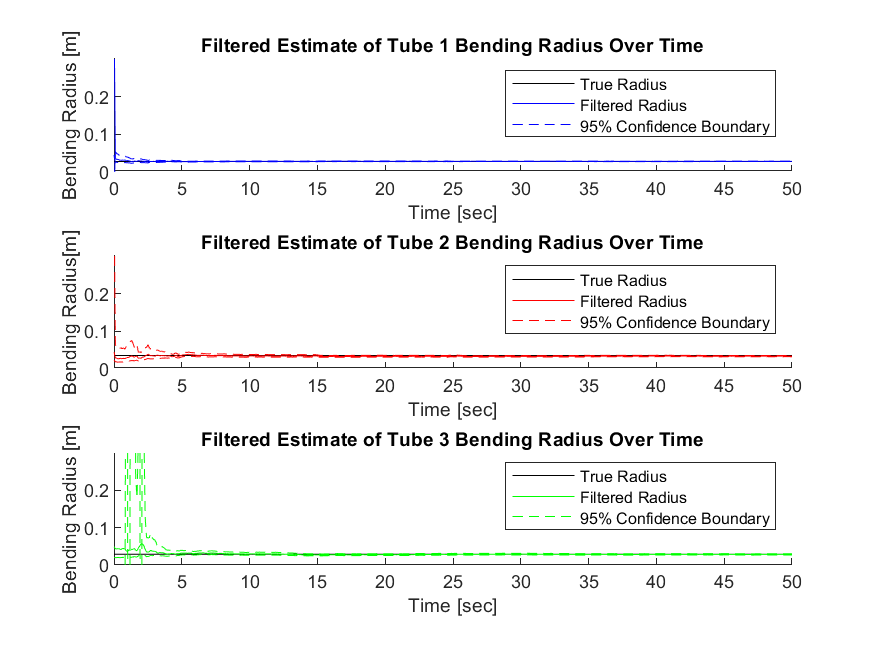 Filtered Estimate of Tube 1 Bending Radius Over Time
Bending Radius [m]
0.2
0.1
0
True Radius
Filtered Radius
95% Confidence Boundary
0 5 10 15 20 25 30 35 40 45 50
Time [sec]
Filtered Estimate of Tube 2 Bending Radius Over Time
Bending Radius[m]
0.2
0.1
0
True Radius
Filtered Radius
95% Confidence Boundary
0 5 10 15 20 25 30 35 40 45 50
Time [sec]
Filtered Estimate of Tube 3 Bending Radius Over Time
Bending Radius [m]
0.2
0.1
0
True Radius
Filtered Radius
95% Confidence Boundary
0 5 10 15 20 25 30 35 40 45 50
Time [sec]